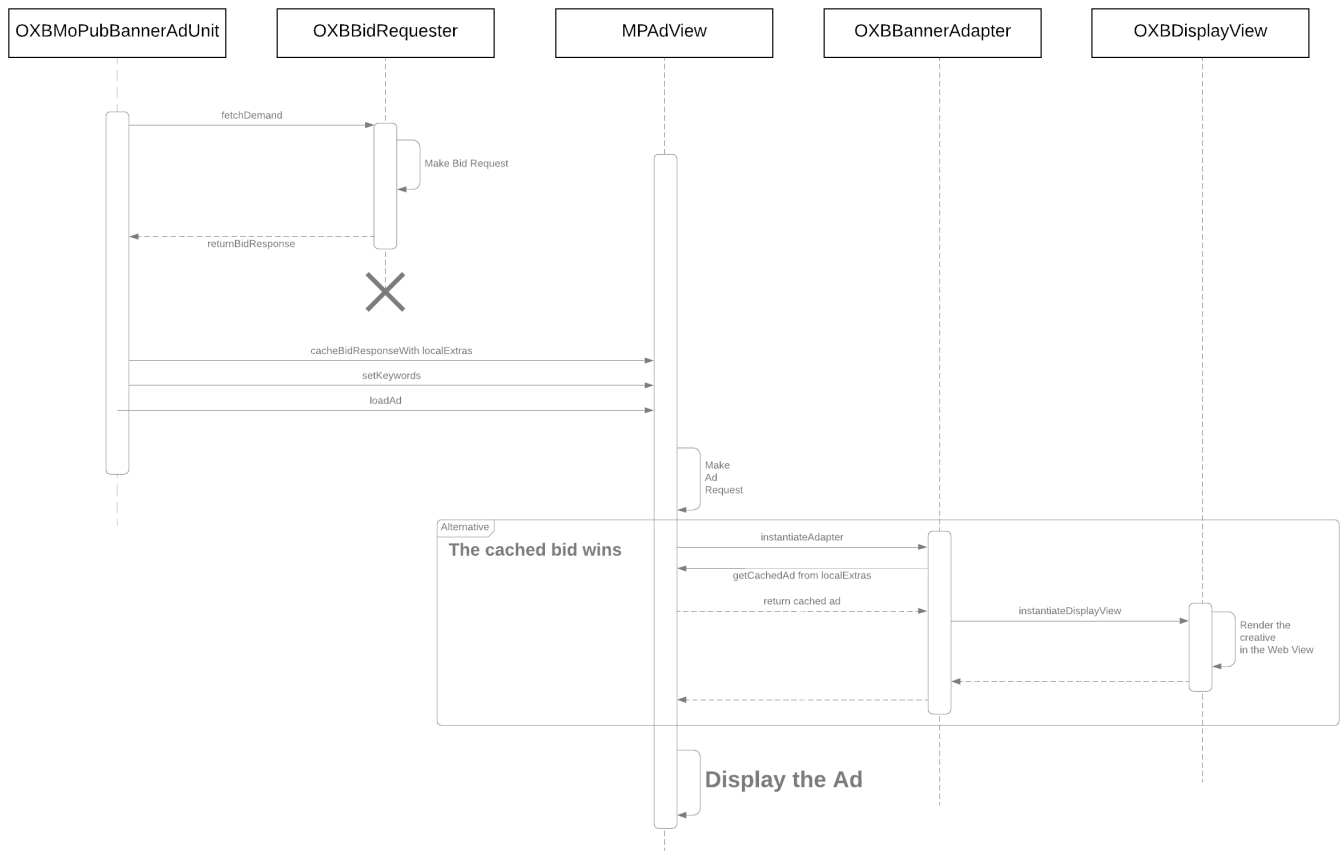 OXBMoPubBannerAdUnit
OXBBidRequester
MPAdView
OXBBannerAdapter
OXBDisplayView
fetchDemand
Make Bid Request
returnBidResponse
cacheBidResponseWith localExtras
setKeywords
loadAd
Make
Ad
Request
Alternative
The cached bid wins
instantiateAdapter
getCachedAd from localExtras
return cached ad
instantiateDisplayView
Render the
creative
in the Web View
Display the Ad